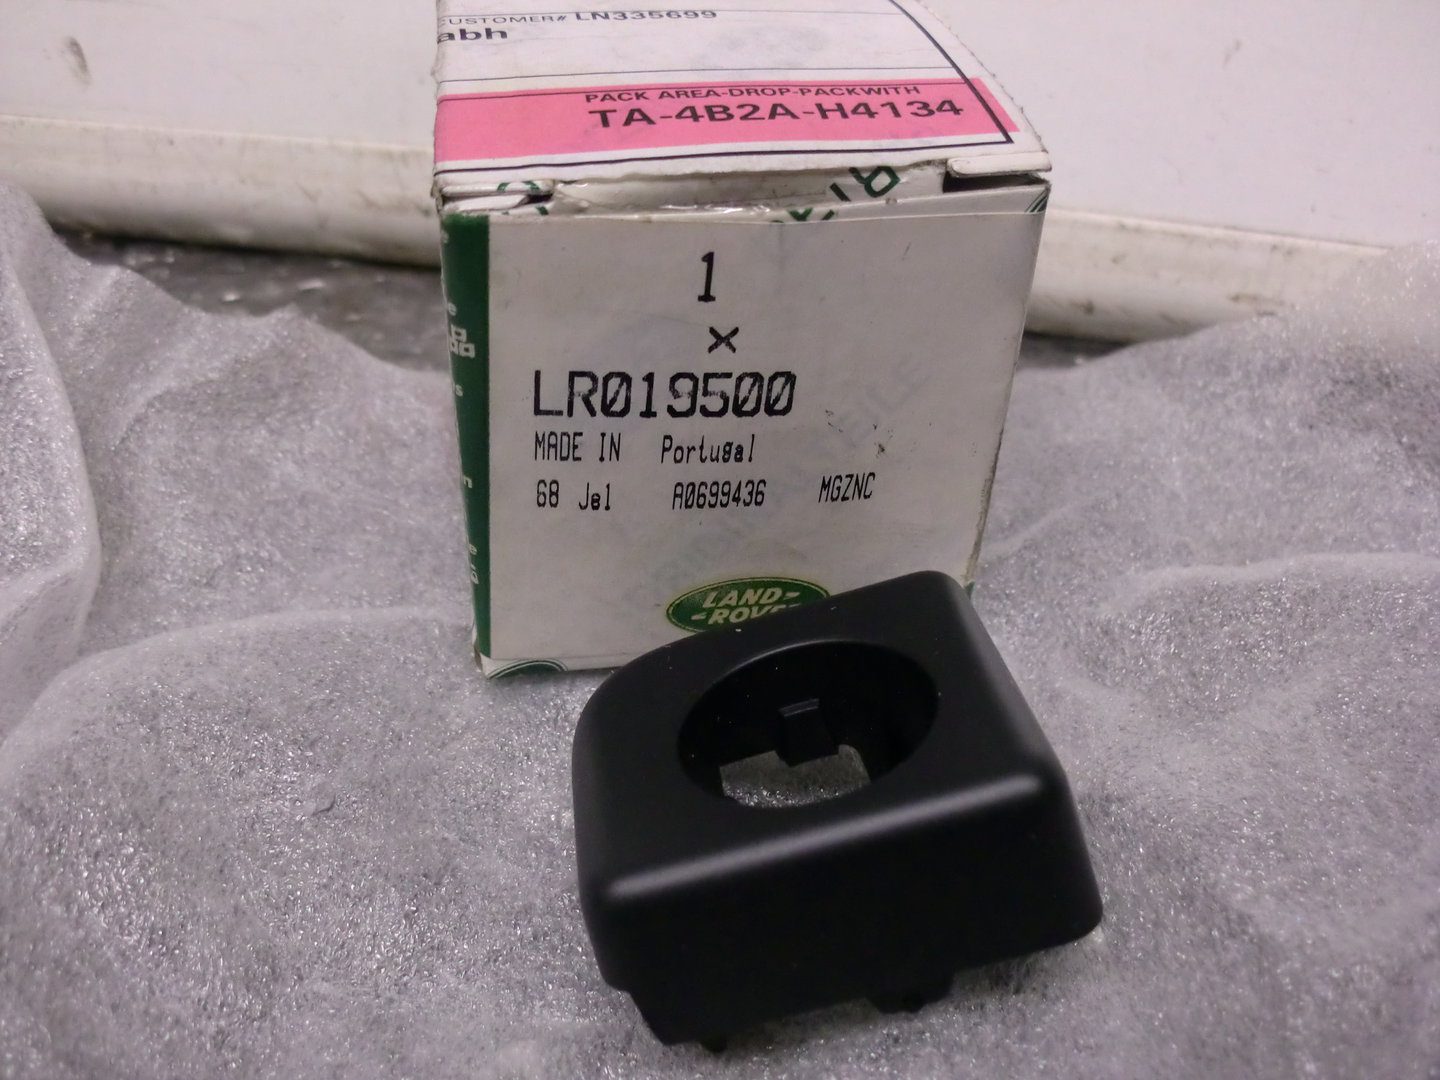 CUSTOMER# LN335699
abh
PACK AREA-DROP-PACKWITH
TA-4B2A-H4134
1
x
LR019500
MADE IN Portugal
68 Jel A0699436 MGZNC
LAND-
-ROVER